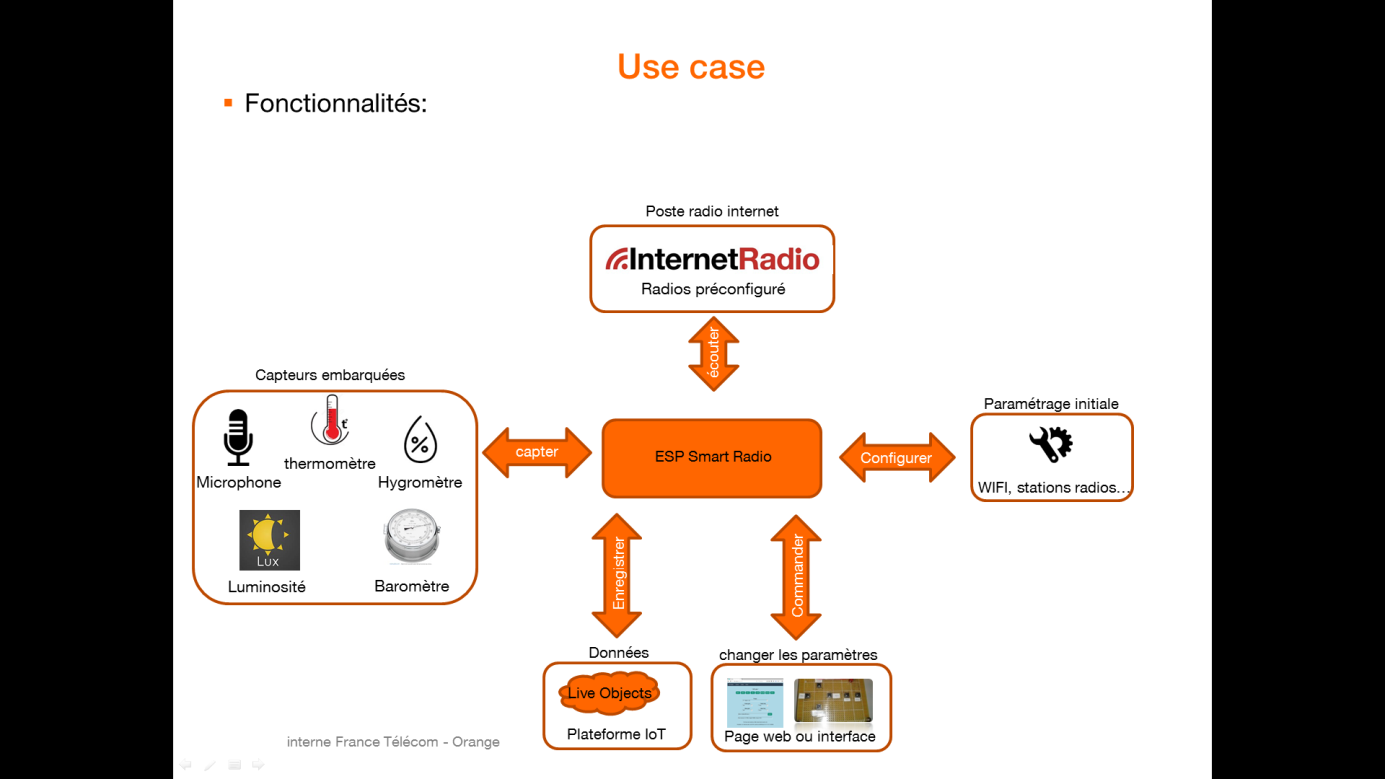 Use case
Fonctionnalités:
Poste radio internet
InternetRadio
Radios préconfiguré
écouter
Capteurs embarquées
thermomètre
Microphone
Hygromètre
Lux
Luminosité
Baromètre
capter
ESP Smart Radio
Configurer
Paramétrage initiale
WIFI, stations radios...
Enregistrer
Commander
Données
Live Objects
Plateforme IoT
changer les paramètres
Page web ou interface
interne France Télécom - Orange